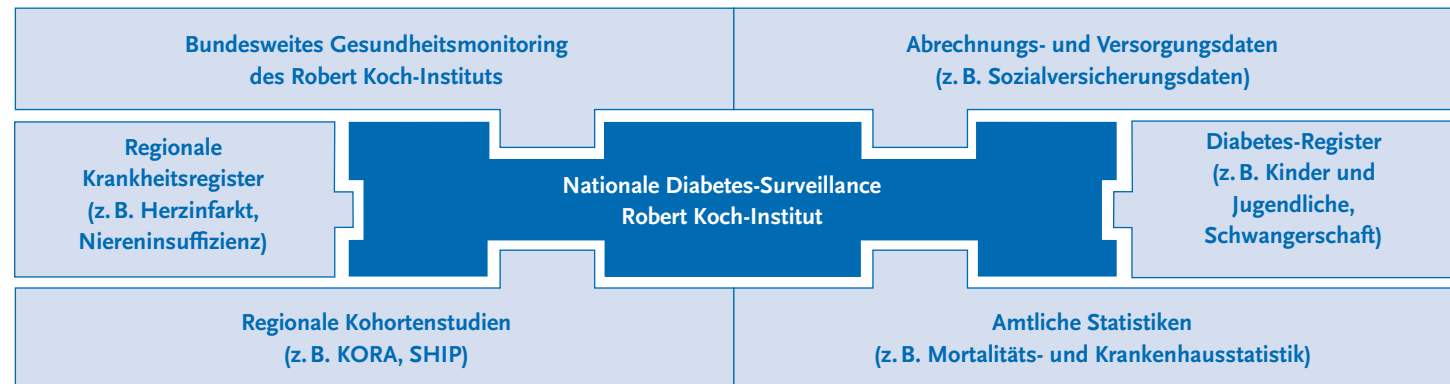 Bundesweites Gesundheitsmonitoring
des Robert Koch-Instituts
Abrechnungs- und Versorgungsdaten
(z. B. Sozialversicherungsdaten)
Regionale
Krankheitsregister
(z. B. Herzinfarkt,
Niereninsuffizienz)
Nationale Diabetes-Surveillance
Robert Koch-Institut
Diabetes-Register
(z. B. Kinder und
Jugendliche,
Schwangerschaft)
Regionale Kohortenstudien
(z. B. KORA, SHIP)
Amtliche Statistiken
(z. B. Mortalitäts- und Krankenhausstatistik)